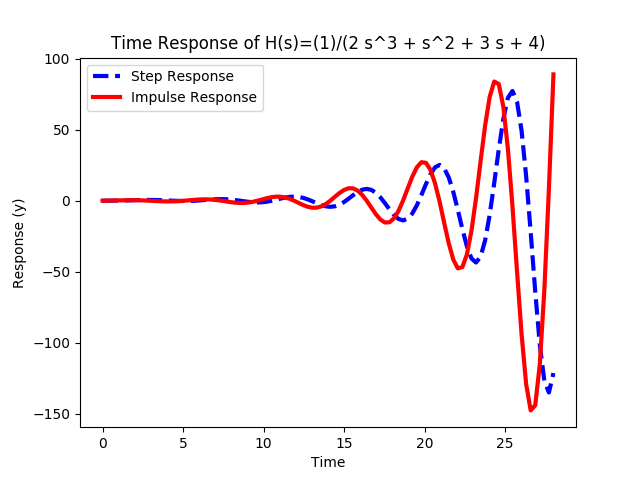 Time Response of H(s)=(1)/(2 s^3 + s^2 + 3 s + 4)
Step Response
Impulse Response
Response (y)
100
50
0
−50
−100
−150
0
5
10
15
20
25
Time